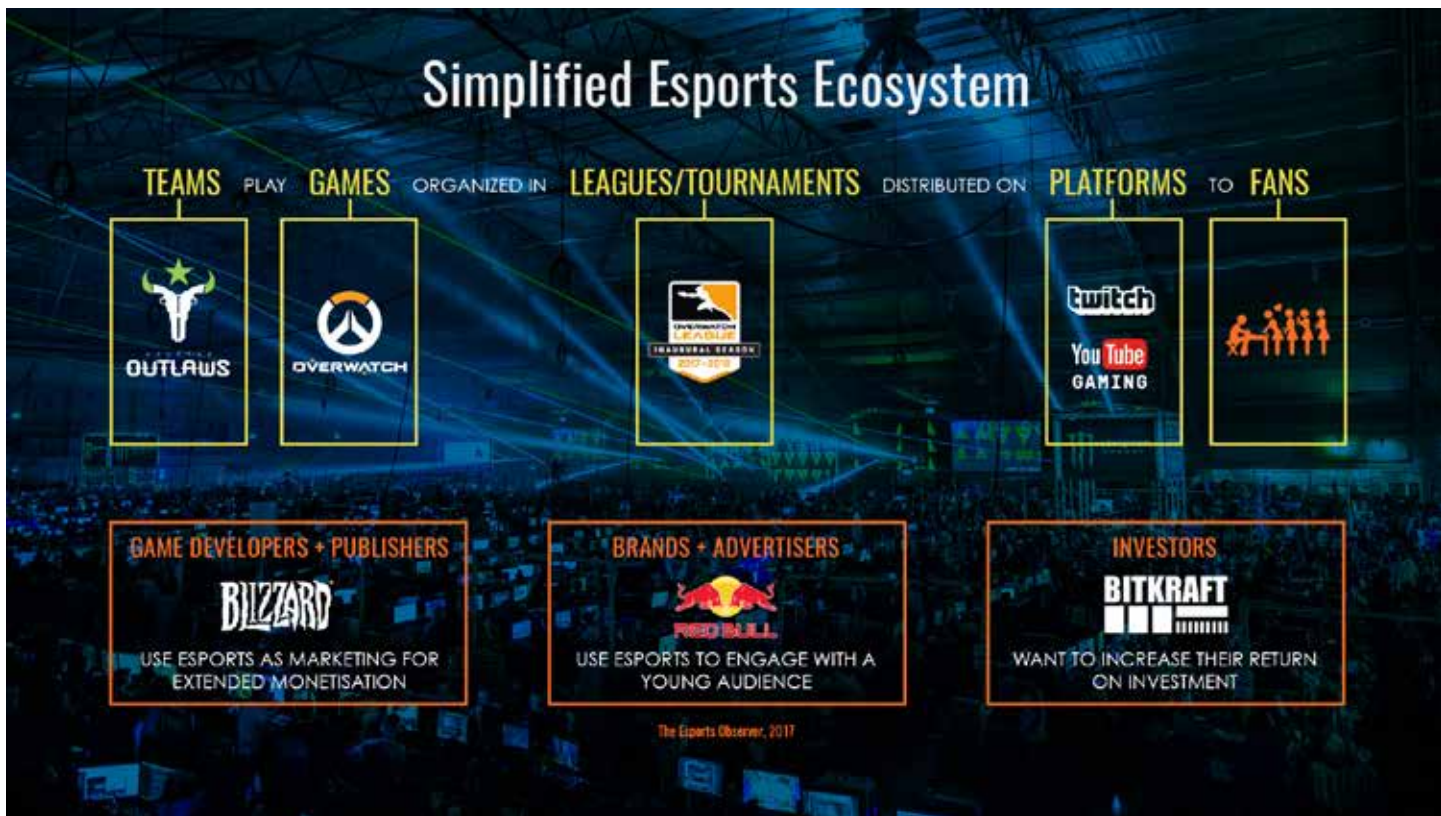 Simplified Esports Ecosystem
TEAMS PLAY GAMES ORGANIZED IN LEAGUES/TOURNAMENTS DISTRIBUTED ON PLATFORMS TO FANS
OUTLAWS
OVERWATCH
OVERWATCH
LEAGUE
INAUGURAL SEASON
2017-2018
twitch
YouTube
GAMING
GAME DEVELOPERS + PUBLISHERS
BLIZZARD
USE ESPORTS AS MARKETING FOR
EXTENDED MONETISATION
BRANDS + ADVERTISERS
RED BULL
USE ESPORTS TO ENGAGE WITH A
YOUNG AUDIENCE
INVESTORS
BITKRAFT
WANT TO INCREASE THEIR RETURN
ON INVESTMENT
The Esports Observer, 2017